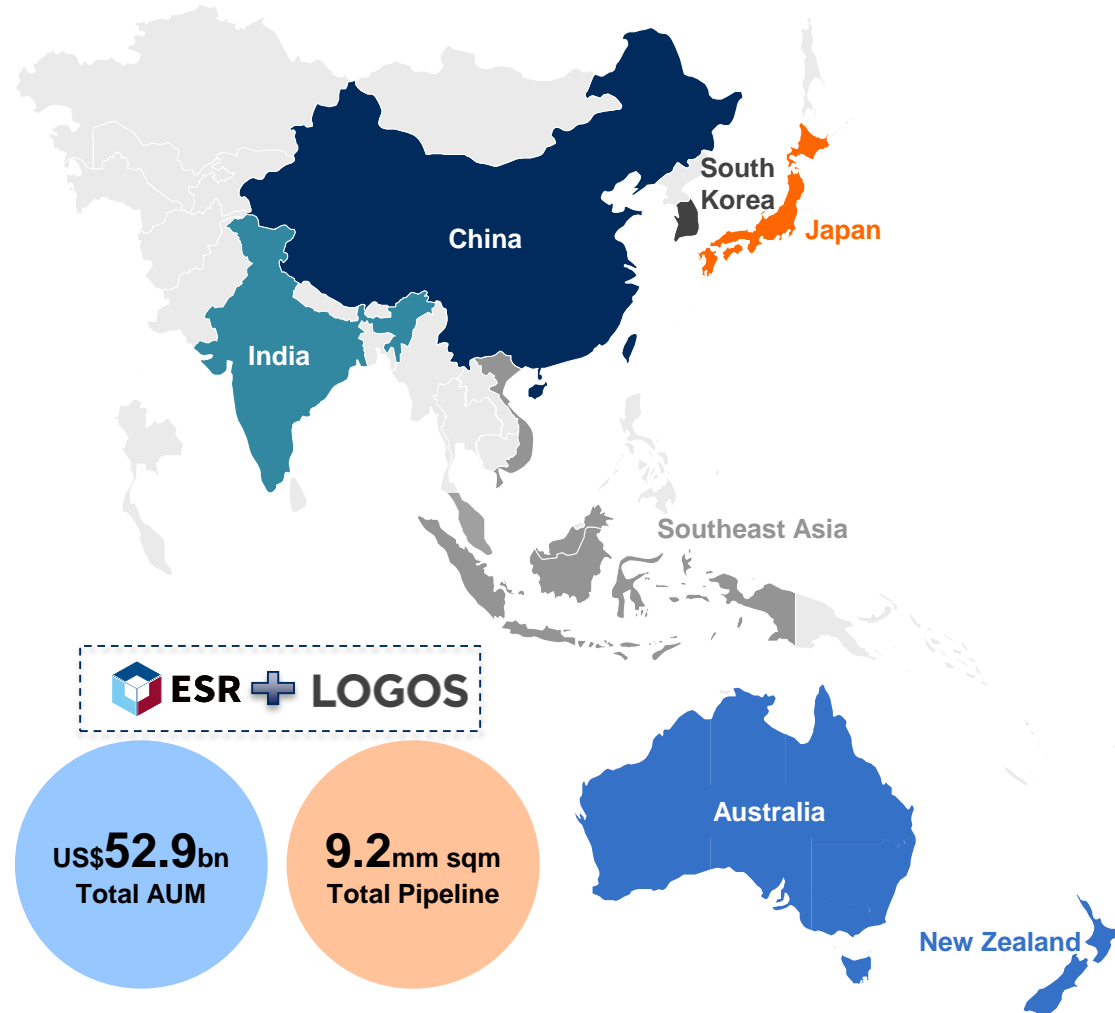 South
Korea
Japan
China
India
Southeast Asia
ESR LOGOS
US$52.9bn
Total AUM
9.2mm sqm
Total Pipeline
Australia
New Zealand